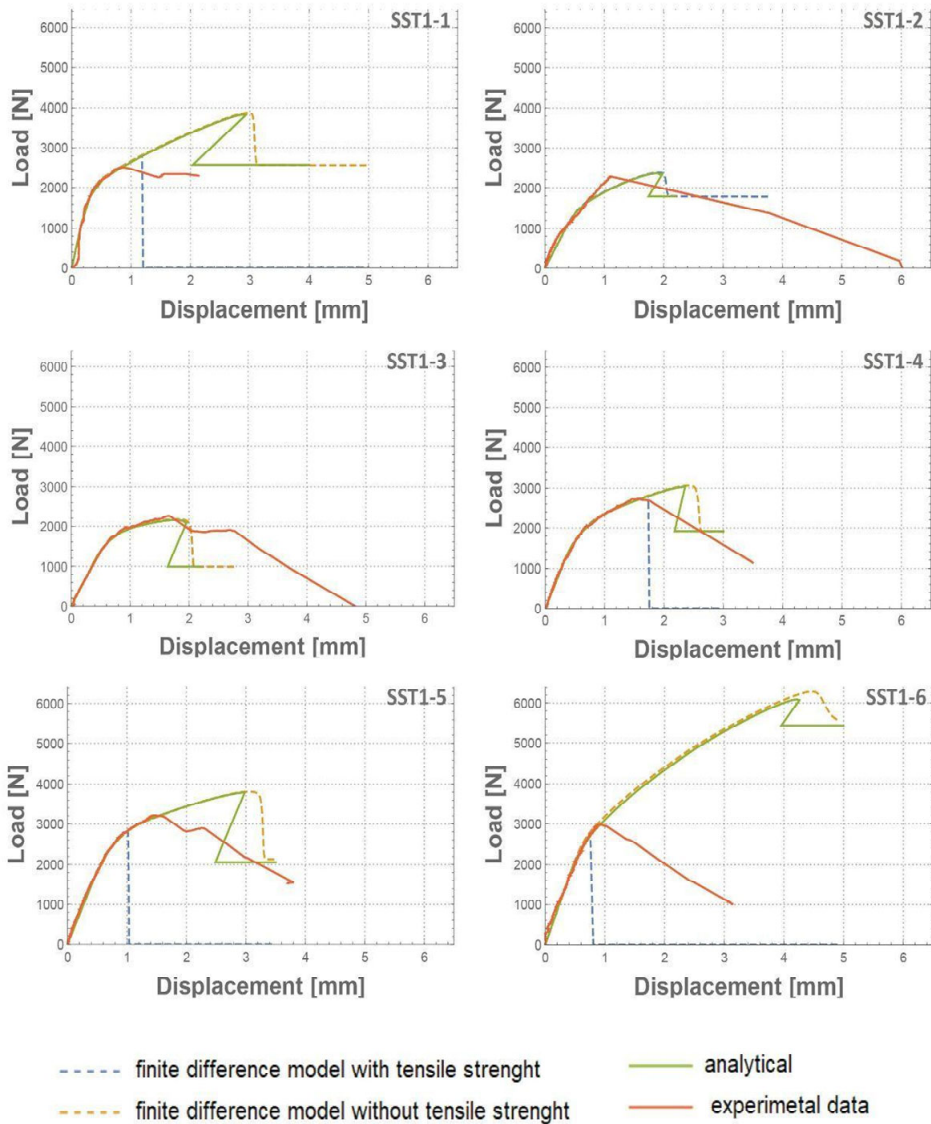 SST1-1
6000
5000
4000
3000
2000
1000
0
Load [N]
0 1 2 3 4 5 6
Displacement [mm]
SST1-2
6000
5000
4000
3000
2000
1000
0
Load [N]
0 1 2 3 4 5 6
Displacement [mm]
SST1-3
6000
5000
4000
3000
2000
1000
0
Load [N]
0 1 2 3 4 5 6
Displacement [mm]
SST1-4
6000
5000
4000
3000
2000
1000
0
Load [N]
0 1 2 3 4 5 6
Displacement [mm]
SST1-5
6000
5000
4000
3000
2000
1000
0
Load [N]
0 1 2 3 4 5 6
Displacement [mm]
SST1-6
6000
5000
4000
3000
2000
1000
0
Load [N]
0 1 2 3 4 5 6
Displacement [mm]
finite difference model with tensile strenght
analytical
finite difference model without tensile strenght
experimetal data